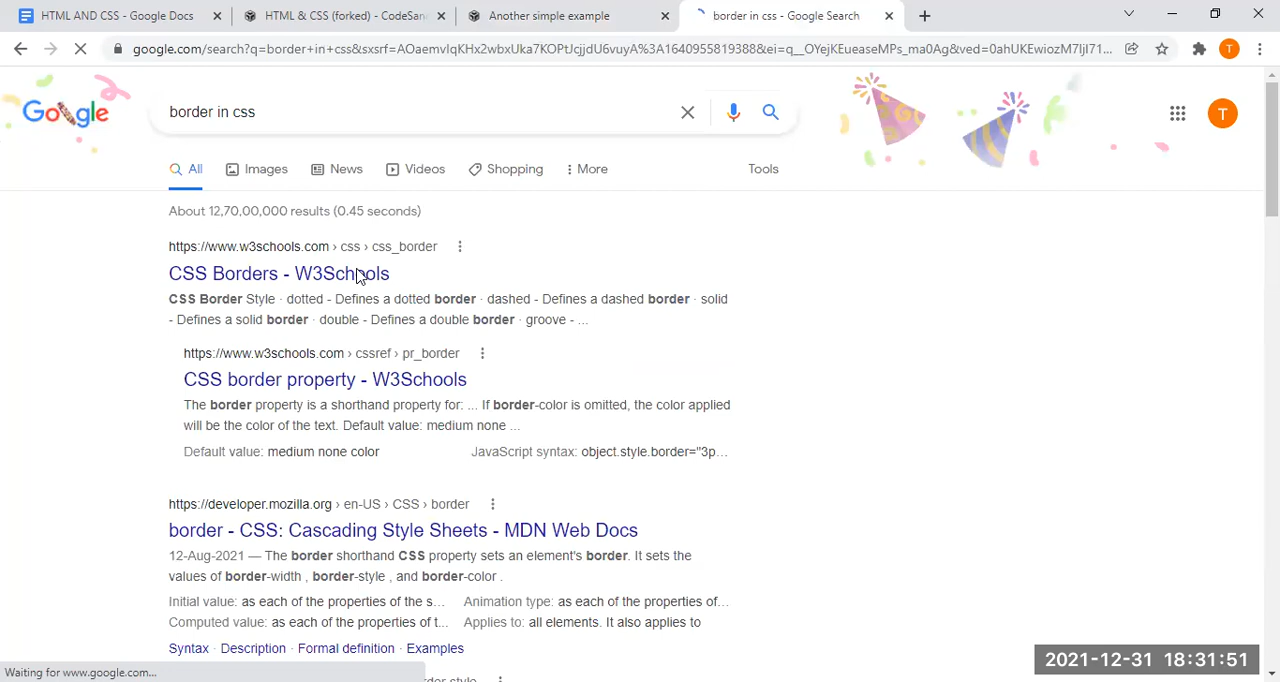 HTML AND CSS - Google Docs
HTML & CSS (forked) - CodeSan
Another simple example
border in css - Google Search
google.com/search?q=border+in+css&sxsrf=AOaemvIqKHx2wbxUka7KOPtJcjjdU6vuyA%3A1640955819388&ei=q__OYejKEueaseMPs_ma0Ag&ved=0ahUKEwiozM7ljI71...
T
Google
border in css
T
All
Images
News
Videos
Shopping
More
Tools
About 12,70,00,000 results (0.45 seconds)
https://www.w3schools.com › css › css_border
CSS Borders - W3Schools
CSS Border Style · dotted - Defines a dotted border · dashed - Defines a dashed border · solid
- Defines a solid border · double - Defines a double border · groove - ...
https://www.w3schools.com › cssref › pr_border
CSS border property - W3Schools
The border property is a shorthand property for: ... If border-color is omitted, the color applied
will be the color of the text. Default value: medium none ...
Default value: medium none color
JavaScript syntax: object.style.border="3p...
https://developer.mozilla.org › en-US › CSS › border
border - CSS: Cascading Style Sheets - MDN Web Docs
12-Aug-2021 — The border shorthand CSS property sets an element's border. It sets the
values of border-width , border-style , and border-color .
Initial value: as each of the properties of the s...
Animation type: as each of the properties of...
Computed value: as each of the properties of t...
Applies to: all elements. It also applies to
Syntax · Description · Formal definition · Examples
Waiting for www.google.com...
2021-12-31 18:31:51